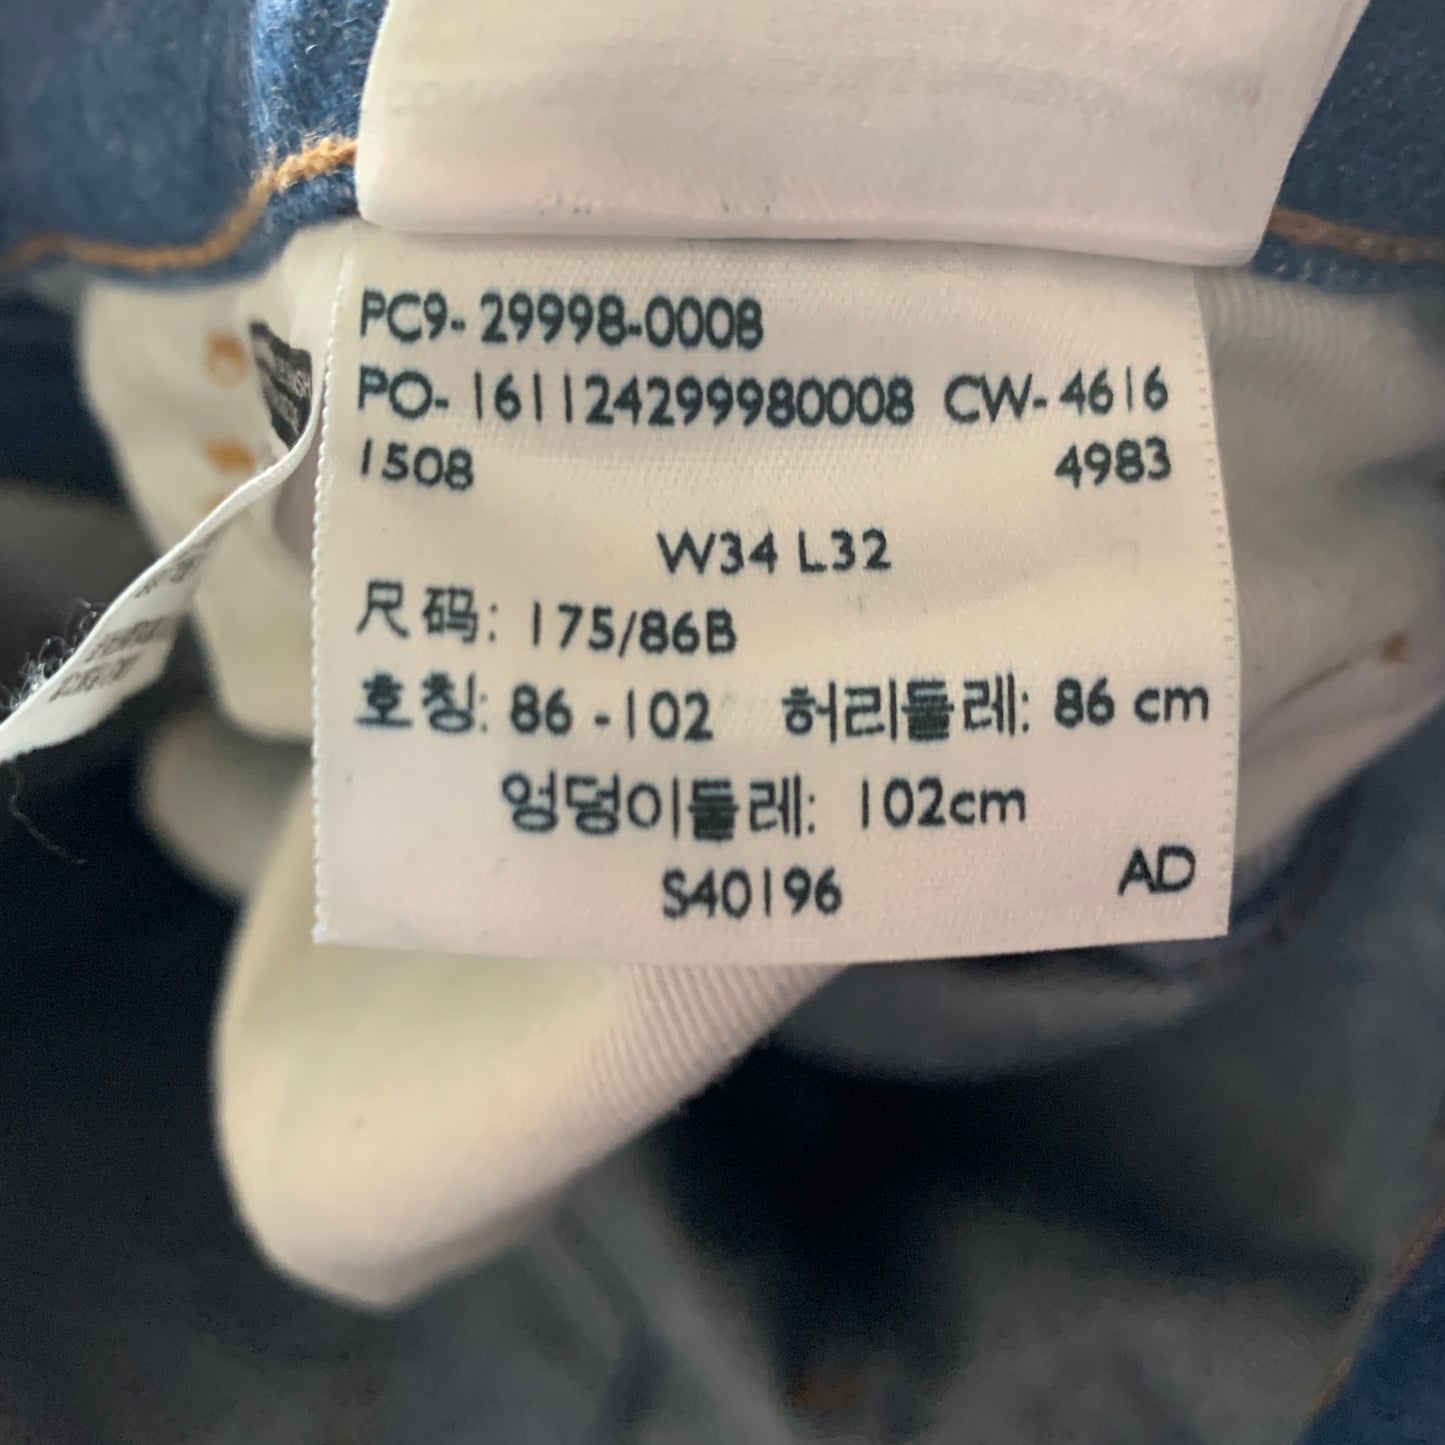 PC9- 29998-0008
PO- 161124299980008 CW- 4616
1508 4983
W34 L32
尺码: 175/86B
호칭: 86 -102 허리둘레: 86 cm
엉덩이둘레: 102cm
S40196 AD